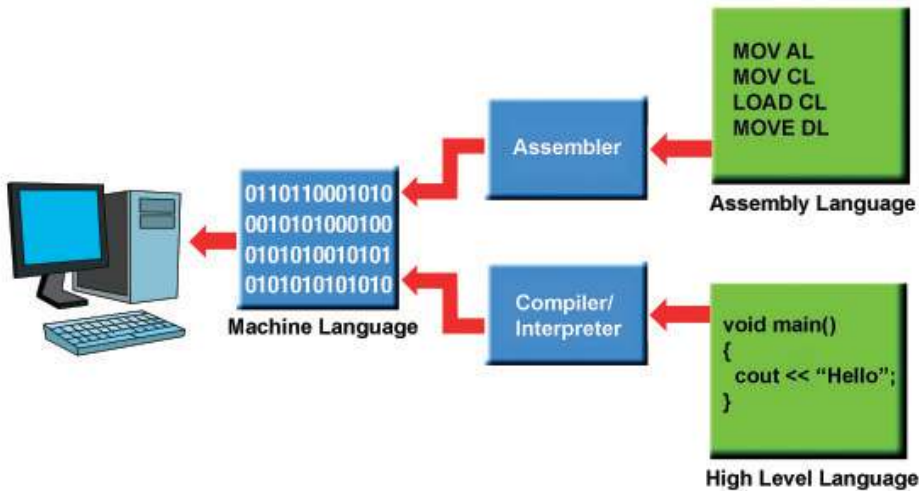 MOV AL
MOV CL
LOAD CL
MOVE DL
Assembly Language
Assembler
0110110001010
0010101000100
0101010010101
0101010101010
Machine Language
Compiler/
Interpreter
void main()
{
cout << “Hello”;
}
High Level Language